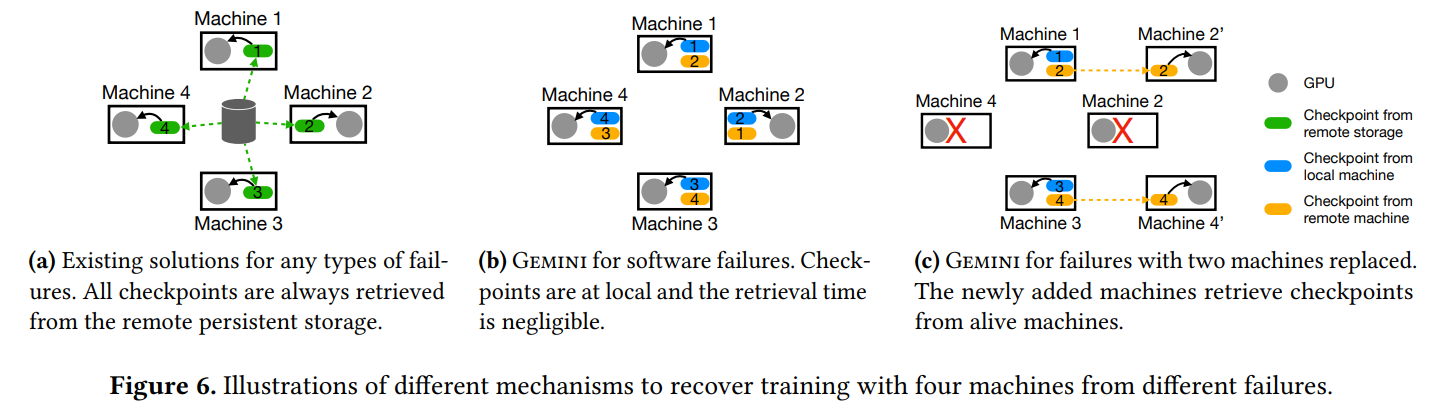 Machine 1
1
Machine 4
4
Machine 2
2
3
Machine 3
(a) Existing solutions for any types of fail-
ures. All checkpoints are always retrieved
from the remote persistent storage.
Machine 1
1
2
Machine 4
4
3
Machine 2
2
1
3
4
Machine 3
(b) GEMINI for software failures. Check-
points are at local and the retrieval time
is negligible.
Machine 1
1
2
Machine 2'
2
Machine 4
X
Machine 2
X
3
4
Machine 3
4
Machine 4'
GPU
Checkpoint from
remote storage
Checkpoint from
local machine
Checkpoint from
remote machine
(c) GEMINI for failures with two machines replaced.
The newly added machines retrieve checkpoints
from alive machines.
Figure 6. Illustrations of different mechanisms to recover training with four machines from different failures.